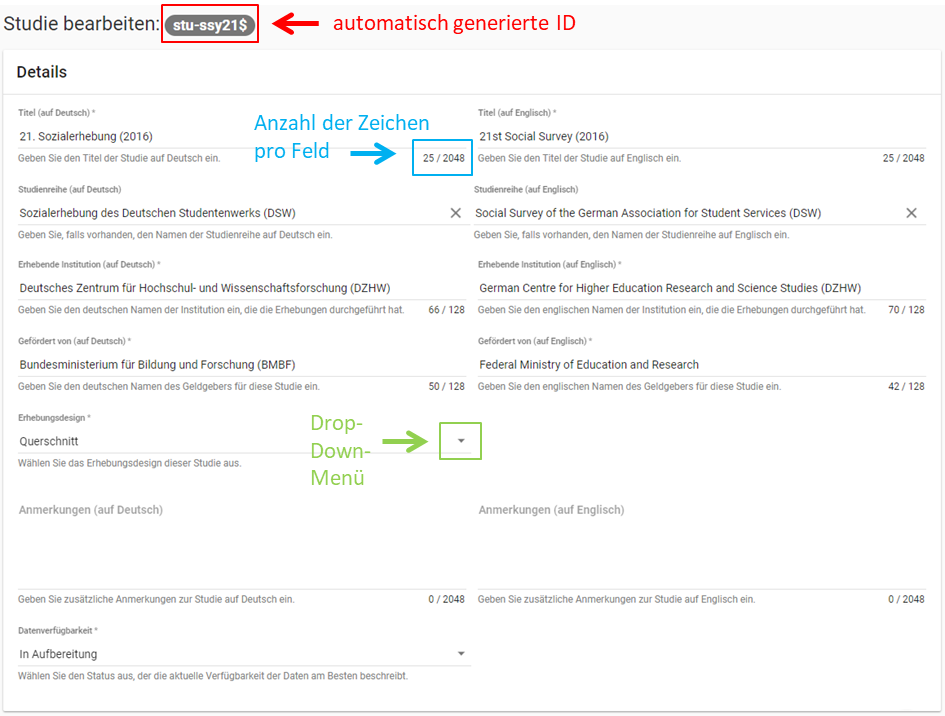 Studie bearbeiten: stu-ssy21$ automatisch generierte ID
Details
Titel (auf Deutsch) *
21. Sozialerhebung (2016)
Geben Sie den Titel der Studie auf Deutsch ein.
25 / 2048
Anzahl der Zeichen
pro Feld
Titel (auf Englisch) *
21st Social Survey (2016)
Geben Sie den Titel der Studie auf Englisch ein.
25 / 2048
Studienreihe (auf Deutsch)
Sozialerhebung des Deutschen Studentenwerks (DSW)
Geben Sie, falls vorhanden, den Namen der Studienreihe auf Deutsch ein.
Studienreihe (auf Englisch)
Social Survey of the German Association for Student Services (DSW)
Geben Sie, falls vorhanden, den Namen der Studienreihe auf Englisch ein.
Erhebende Institution (auf Deutsch) *
Deutsches Zentrum für Hochschul- und Wissenschaftsforschung (DZHW)
Geben Sie den deutschen Namen der Institution ein, die die Erhebungen durchgeführt hat.
66 / 128
Erhebende Institution (auf Englisch) *
German Centre for Higher Education Research and Science Studies (DZHW)
Geben Sie den englischen Namen der Institution ein, die die Erhebungen durchgeführt hat.
70 / 128
Gefördert von (auf Deutsch) *
Bundesministerium für Bildung und Forschung (BMBF)
Geben Sie den deutschen Namen des Geldgebers für diese Studie ein.
50 / 128
Gefördert von (auf Englisch) *
Federal Ministry of Education and Research
Geben Sie den englischen Namen des Geldgebers für diese Studie ein.
42 / 128
Erhebungsdesign *
Querschnitt
Wählen Sie das Erhebungsdesign dieser Studie aus.
Drop-
Down-
Menü
Anmerkungen (auf Deutsch)
Geben Sie zusätzliche Anmerkungen zur Studie auf Deutsch ein.
0 / 2048
Anmerkungen (auf Englisch)
Geben Sie zusätzliche Anmerkungen zur Studie auf Englisch ein.
0 / 2048
Datenverfügbarkeit *
In Aufbereitung
Wählen Sie den Status aus, der die aktuelle Verfügbarkeit der Daten am Besten beschreibt.